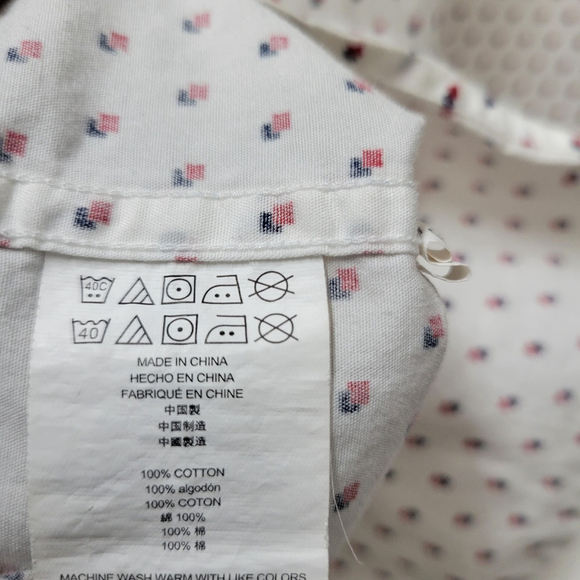 40C
40
MADE IN CHINA
HECHO EN CHINA
FABRIQUÉ EN CHINE
中国製
中国制造
中國製造
100% COTTON
100% algodón
100% COTON
綿 100%
100% 棉
100% 棉
MACHINE WASH WARM WITH LIKE COLORS